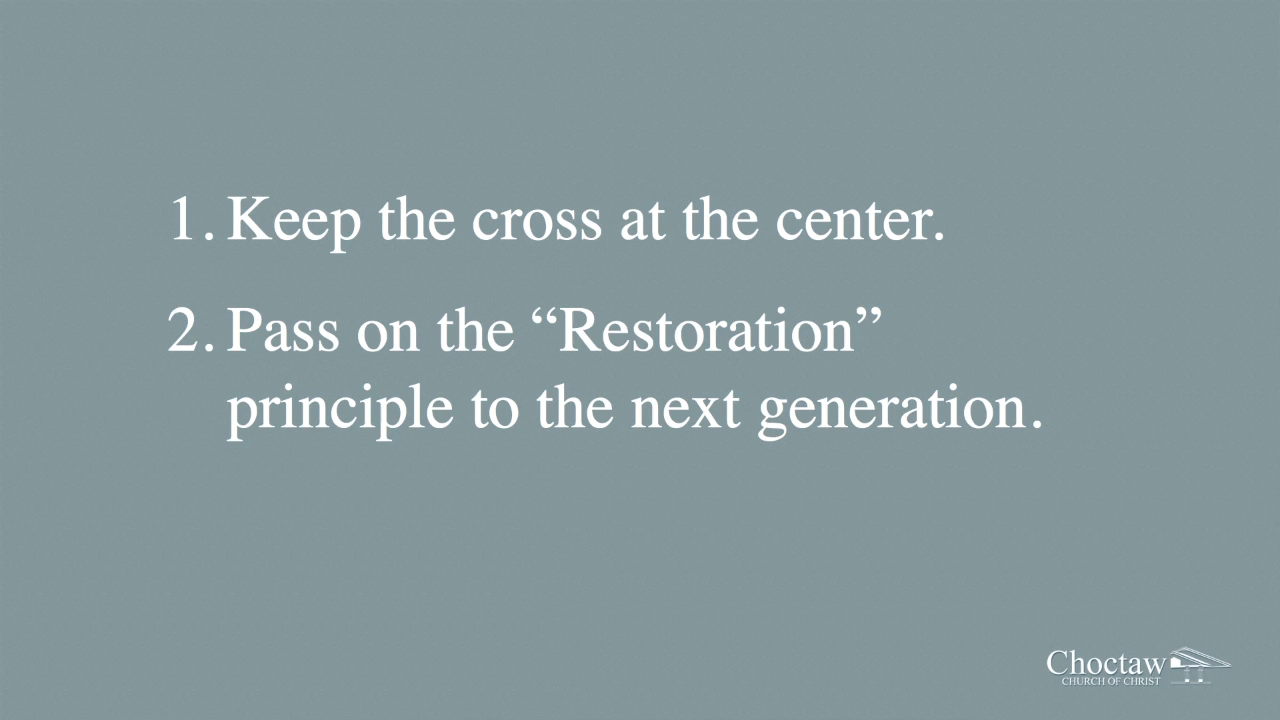 1. Keep the cross at the center.
2. Pass on the “Restoration”
principle to the next generation.
Choctaw
CHURCH OF CHRIST